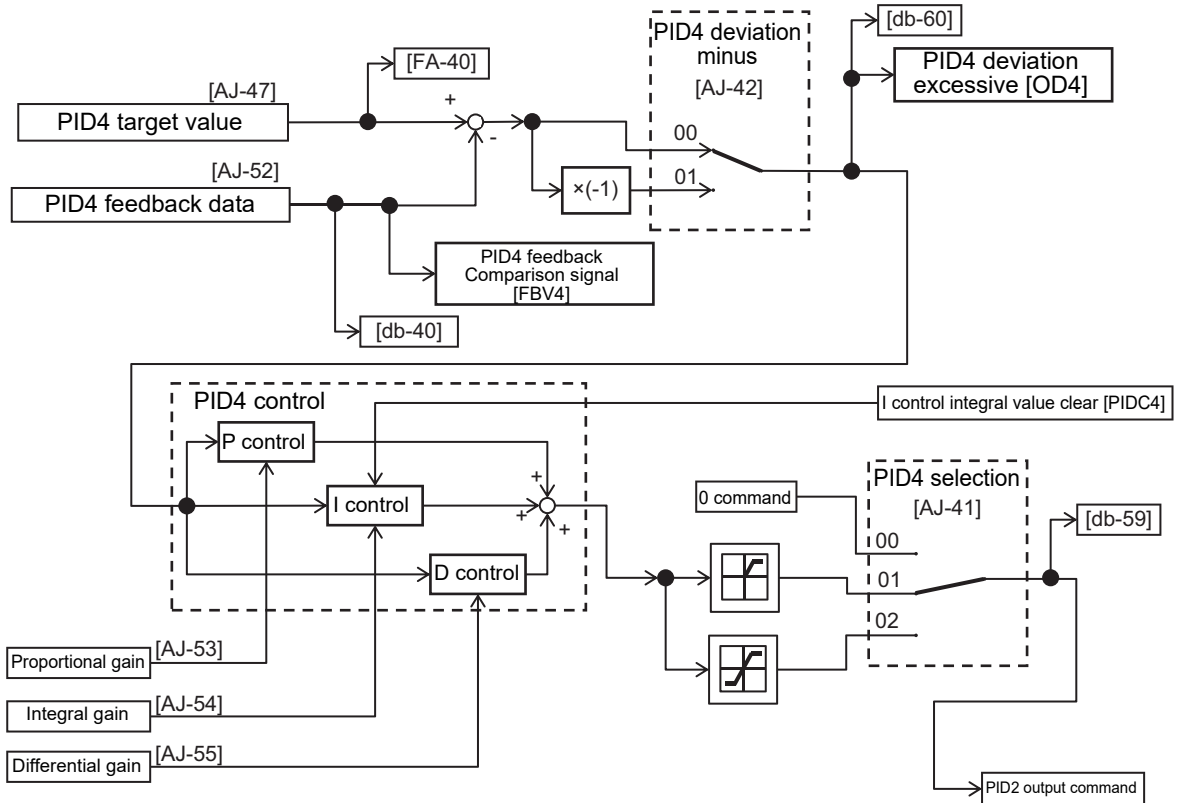 [db-60]
PID4 deviation
minus
[AJ-42]
[FA-40]
PID4 deviation
excessive [OD4]
[AJ-47]
PID4 target value
+
-
00
01
×(-1)
[AJ-52]
PID4 feedback data
PID4 feedback
Comparison signal
[FBV4]
[db-40]
PID4 control
I control integral value clear [PIDC4]
P control
I control
D control
+
+
+
PID4 selection
[AJ-41]
0 command
[db-59]
00
01
02
Proportional gain
[AJ-53]
Integral gain
[AJ-54]
Differential gain
[AJ-55]
PID2 output command